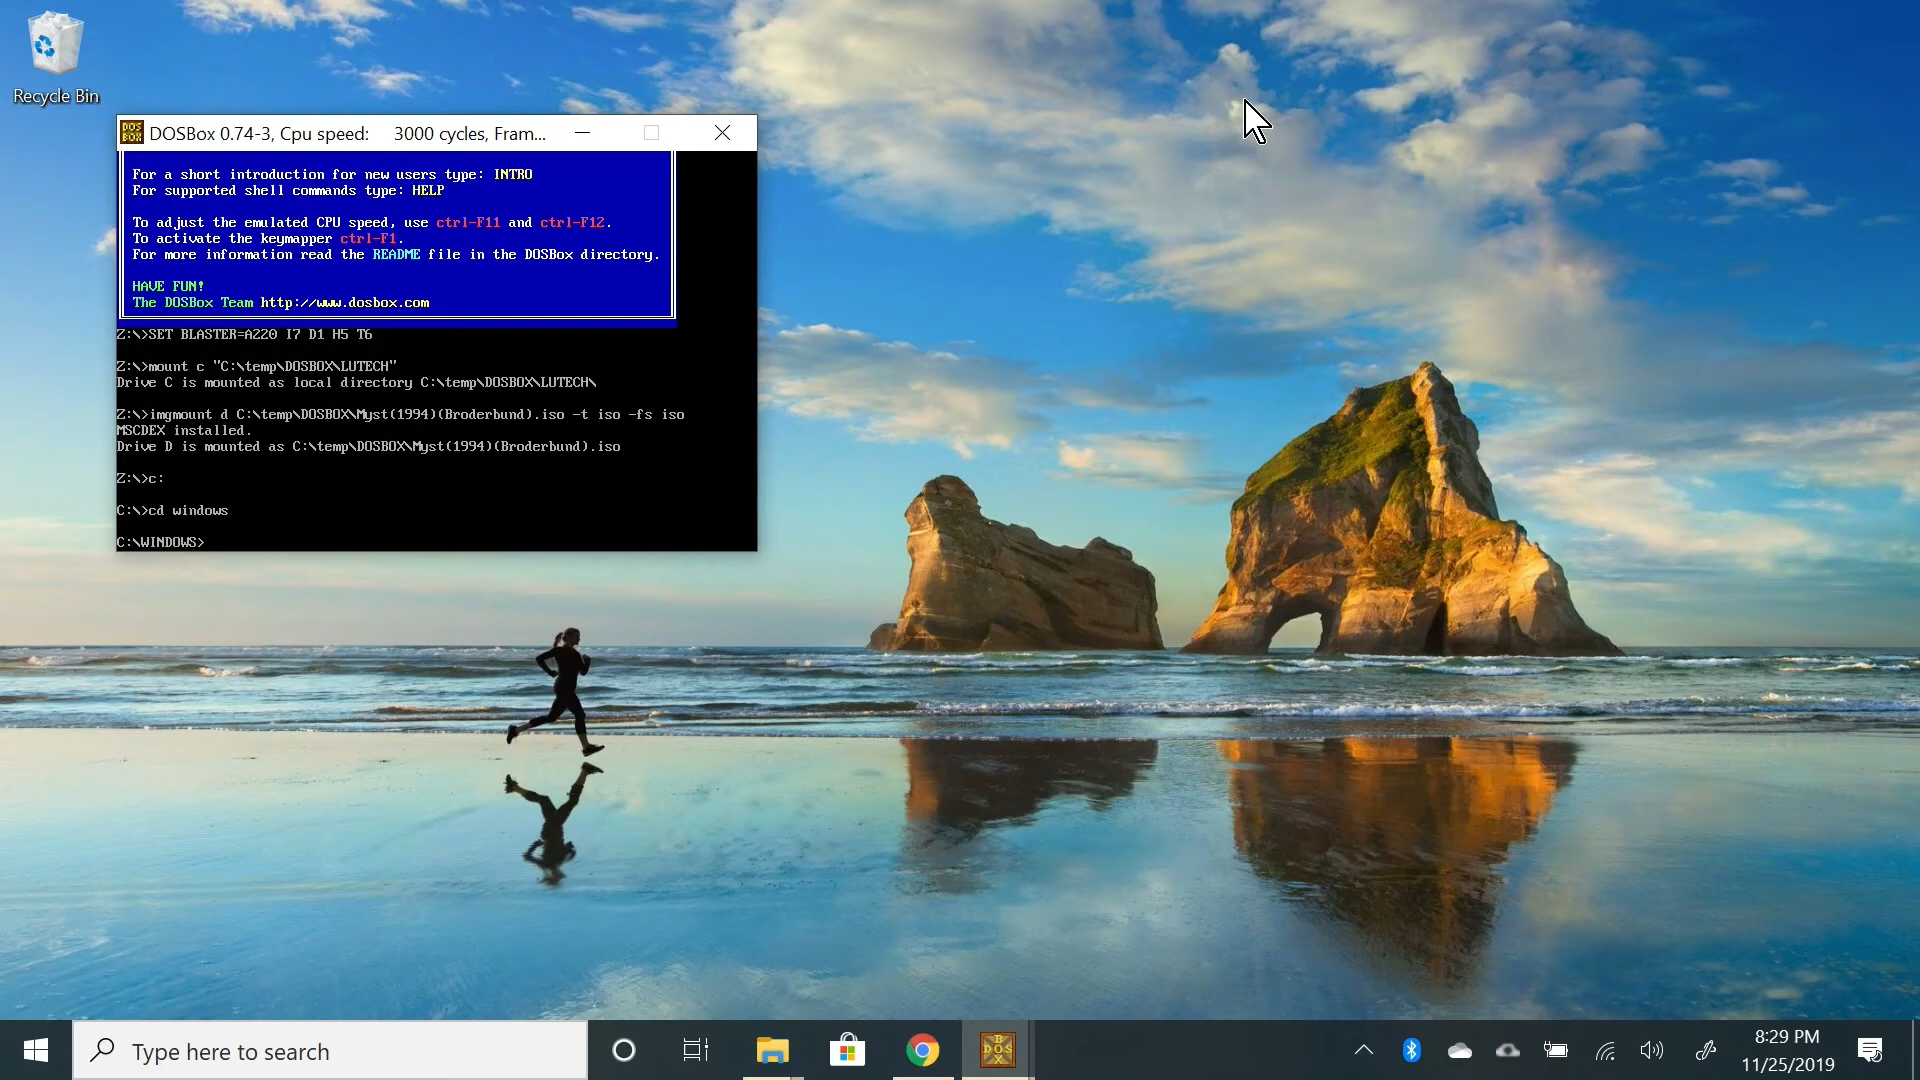 Recycle Bin
DOSBox 0.74-3, Cpu speed: 3000 cycles, Fram...
For a short introduction for new users type: INTRO
For supported shell commands type: HELP
To adjust the emulated CPU speed, use ctrl-F11 and ctrl-F12.
To activate the keymapper ctrl-F1.
For more information read the README file in the DOSBox directory.
HAVE FUN!
The DOSBox Team http://www.dosbox.com
Z:\>SET BLASTER=A220 I7 D1 H5 T6
Z:\>mount c "C:\temp\DOSBOX\LUTECH"
Drive C is mounted as local directory C:\temp\DOSBOX\LUTECH\
Z:\>imgmount d C:\temp\DOSBOX\Myst(1994)(Broderbund).iso -t iso -fs iso
MSCDEX installed.
Drive D is mounted as C:\temp\DOSBOX\Myst(1994)(Broderbund).iso
Z:\>c:
C:\>cd windows
C:\WINDOWS>
Type here to search
8:29 PM
11/25/2019